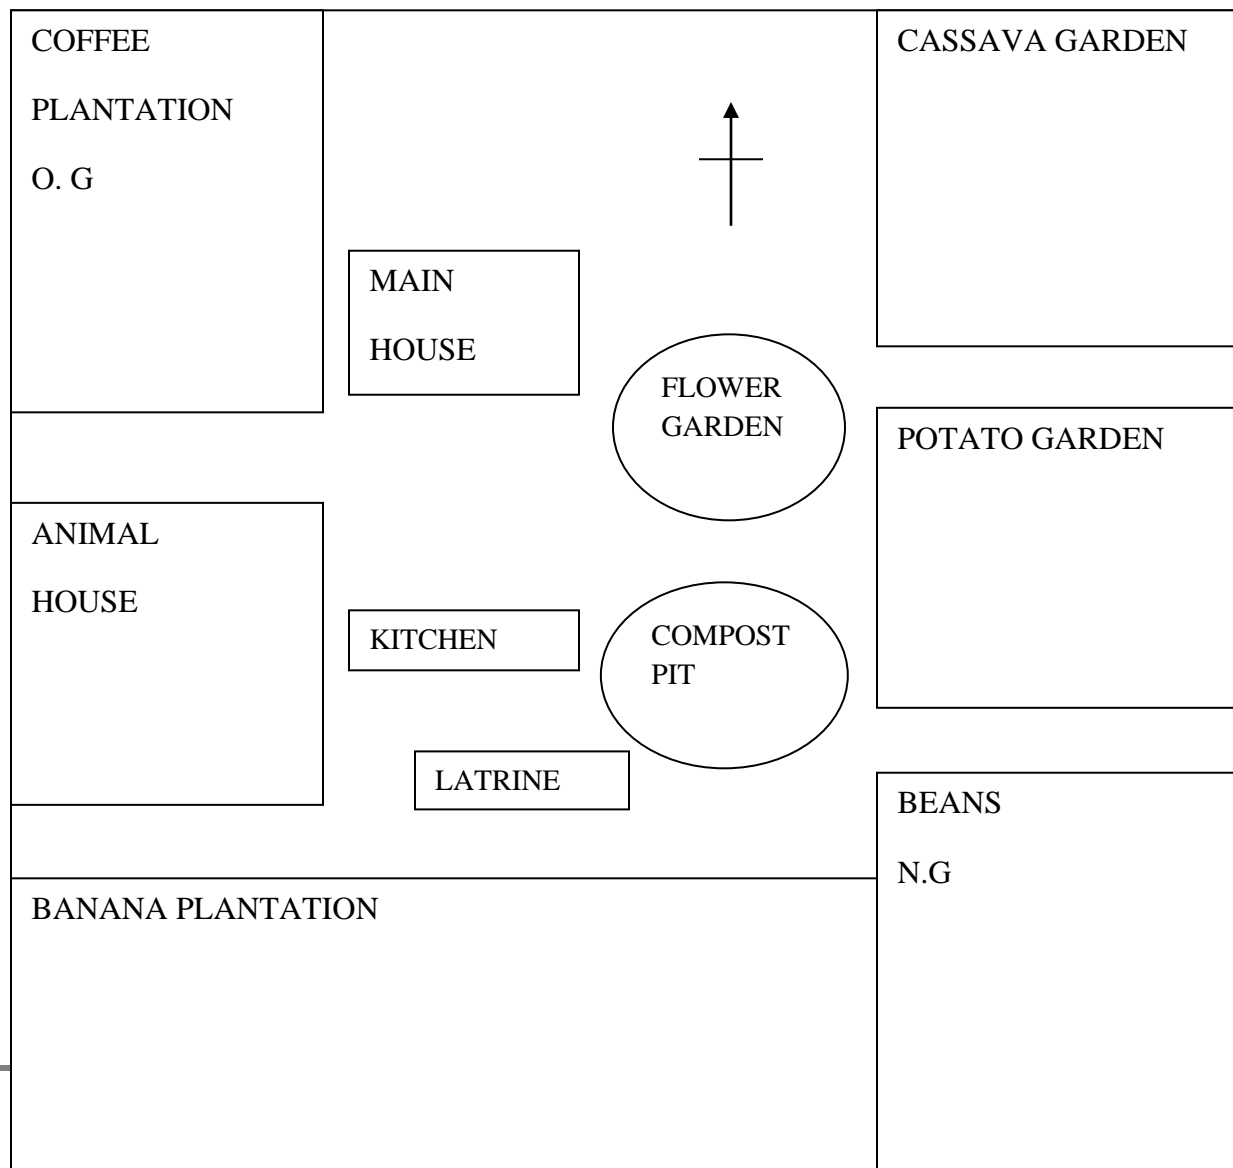 COFFEE
PLANTATION
O. G
CASSAVA GARDEN
MAIN
HOUSE
FLOWER
GARDEN
POTATO GARDEN
ANIMAL
HOUSE
KITCHEN
COMPOST
PIT
LATRINE
BEANS
N.G
BANANA PLANTATION